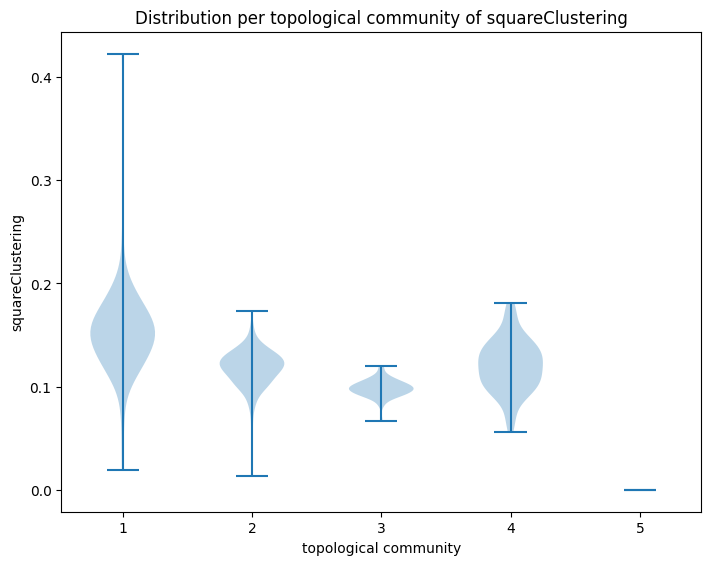 Distribution per topological community of squareClustering
squareClustering
0.4
0.3
0.2
0.1
0.0
1 2 3 4 5
topological community